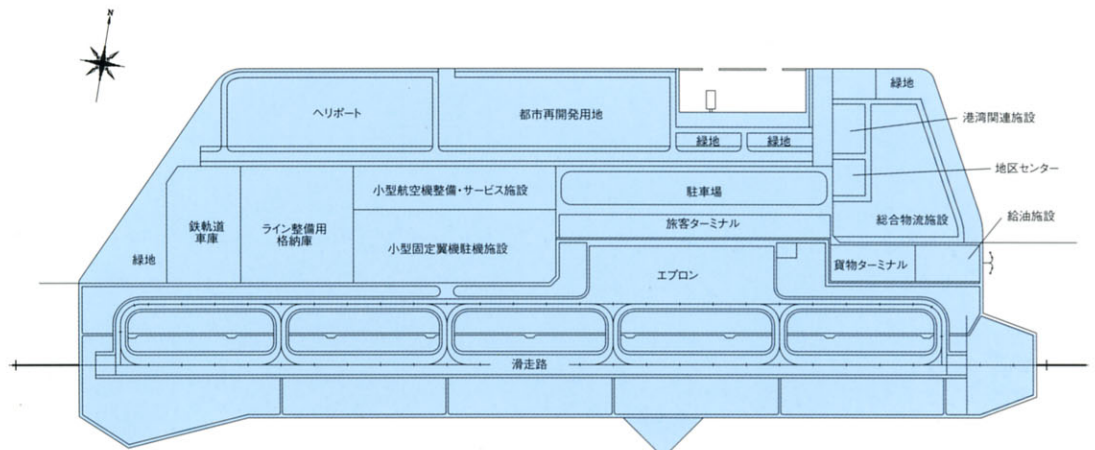 N
緑地
ヘリポート
都市再開発用地
港湾関連施設
緑地
緑地
地区センター
小型航空機整備・サービス施設
駐車場
給油施設
鉄軌道
車庫
ライン整備用
格納庫
旅客ターミナル
総合物流施設
小型固定翼機駐機施設
緑地
エプロン
貨物ターミナル
滑走路